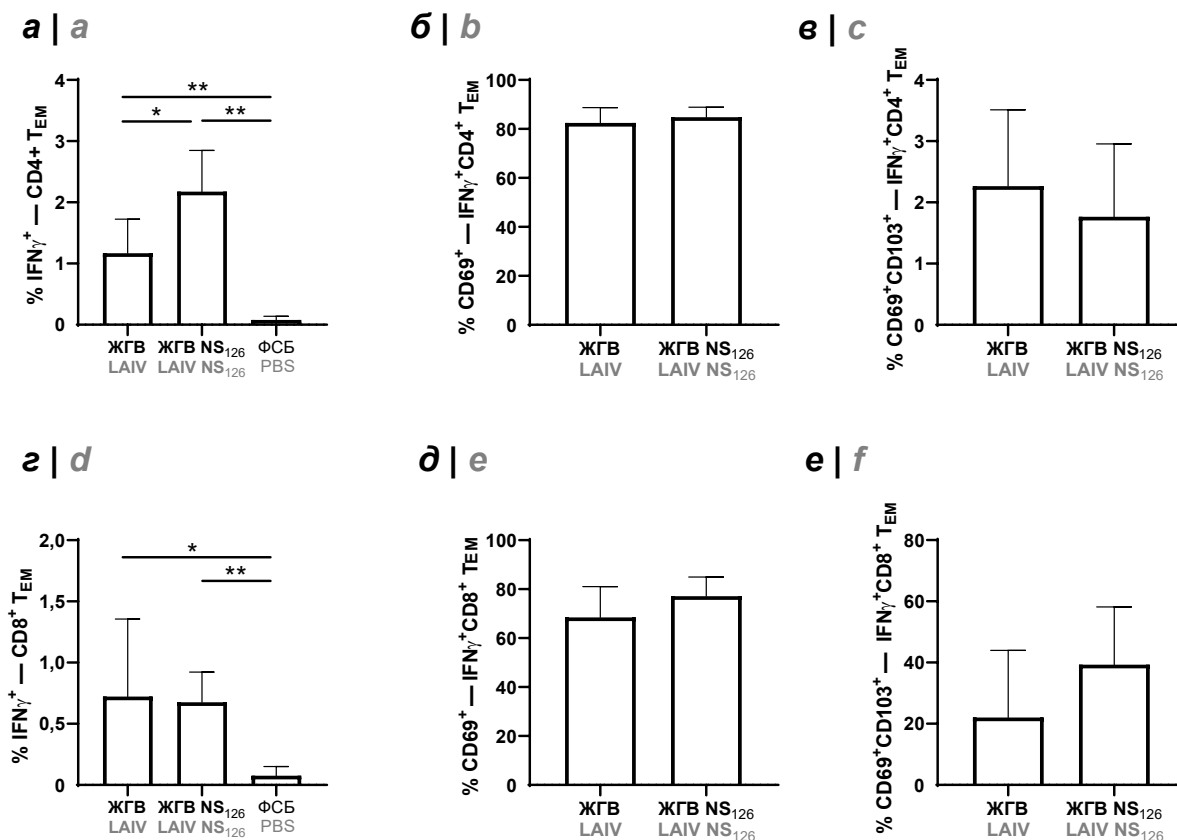 а | a
% IFNγ⁺ — CD4+ T_EM
4
3
2
1
0
**
*
**
ЖГВ ЖГВ NS₁₂₆ ФСБ
LAIV LAIV NS₁₂₆ PBS
б | b
% CD69⁺ — IFNγ⁺CD4⁺ T_EM
100
80
60
40
20
0
ЖГВ ЖГВ NS₁₂₆
LAIV LAIV NS₁₂₆
в | c
% CD69⁺CD103⁺ — IFNγ⁺CD4⁺ T_EM
4
3
2
1
0
ЖГВ ЖГВ NS₁₂₆
LAIV LAIV NS₁₂₆
г | d
% IFNγ⁺ — CD8⁺ T_EM
2,0
1,5
1,0
0,5
0
*
**
ЖГВ ЖГВ NS₁₂₆ ФСБ
LAIV LAIV NS₁₂₆ PBS
д | e
% CD69⁺ — IFNγ⁺CD8⁺ T_EM
100
80
60
40
20
0
ЖГВ ЖГВ NS₁₂₆
LAIV LAIV NS₁₂₆
е | f
% CD69⁺CD103⁺ — IFNγ⁺CD8⁺ T_EM
80
60
40
20
0
ЖГВ ЖГВ NS₁₂₆
LAIV LAIV NS₁₂₆